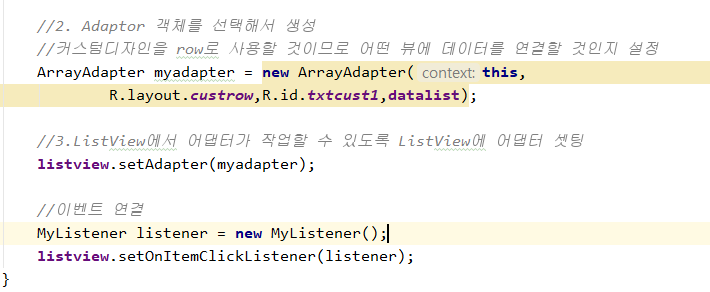 //2. Adaptor 객체를 선택해서 생성
//커스텀디자인을 row로 사용할 것이므로 어떤 뷰에 데이터를 연결할 것인지 설정
ArrayAdapter myadapter = new ArrayAdapter( context: this,
R.layout.custrow,R.id.txtcust1,datalist);
//3.ListView에서 어댑터가 작업할 수 있도록 ListView에 어댑터 셋팅
listview.setAdapter(myadapter);
//이벤트 연결
MyListener listener = new MyListener();
listview.setOnItemClickListener(listener);
}